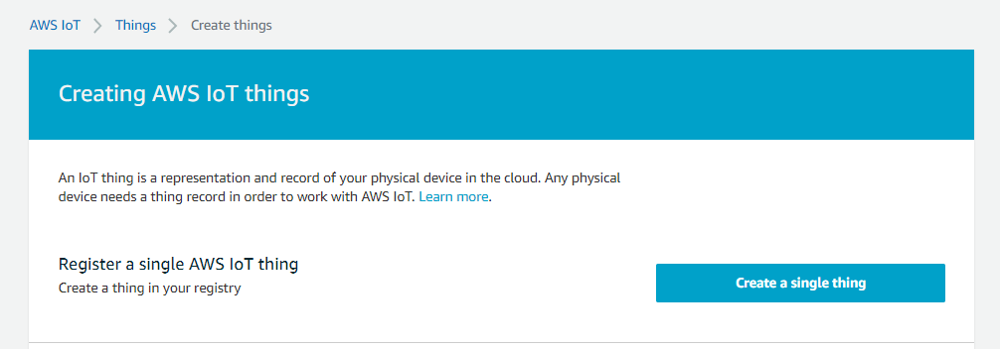 AWS IoT > Things > Create things
Creating AWS IoT things
An IoT thing is a representation and record of your physical device in the cloud. Any physical
device needs a thing record in order to work with AWS IoT. Learn more.
Register a single AWS IoT thing
Create a thing in your registry
Create a single thing